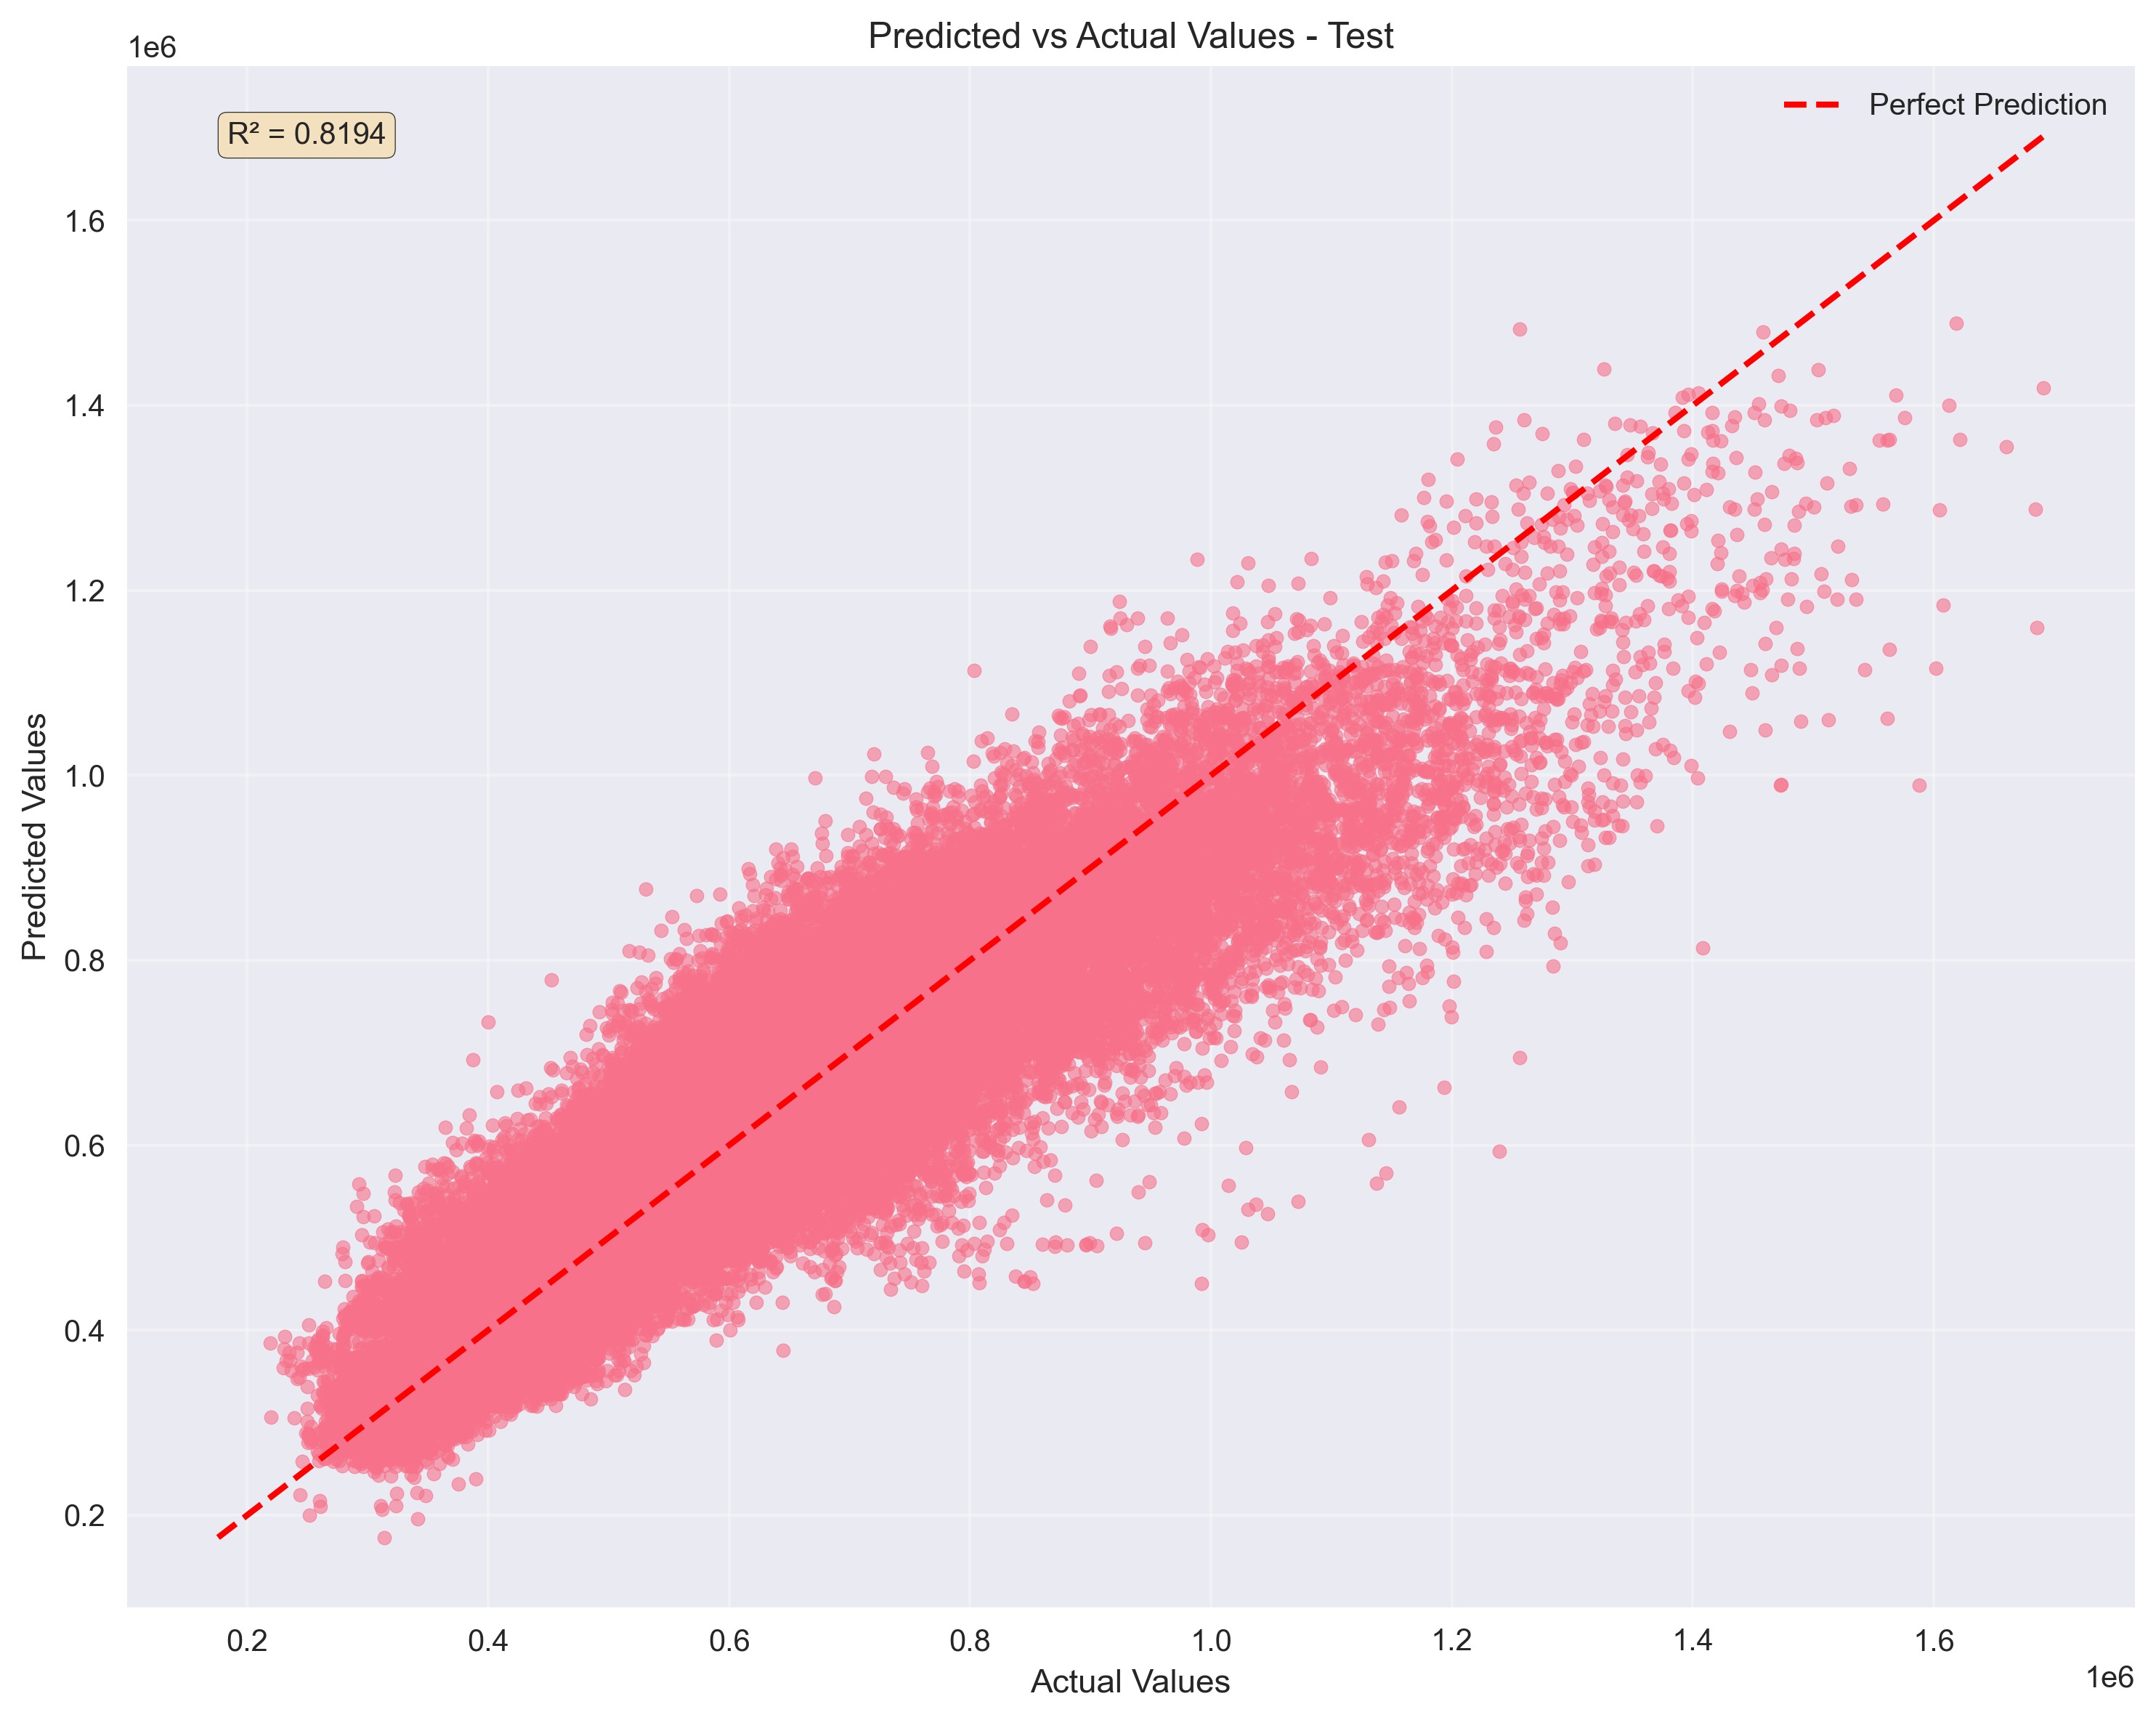 Predicted vs Actual Values - Test
1e6
R² = 0.8194
Perfect Prediction
1.6
1.4
1.2
1.0
0.8
0.6
0.4
0.2
Predicted Values
0.2 0.4 0.6 0.8 1.0 1.2 1.4 1.6
Actual Values
1e6